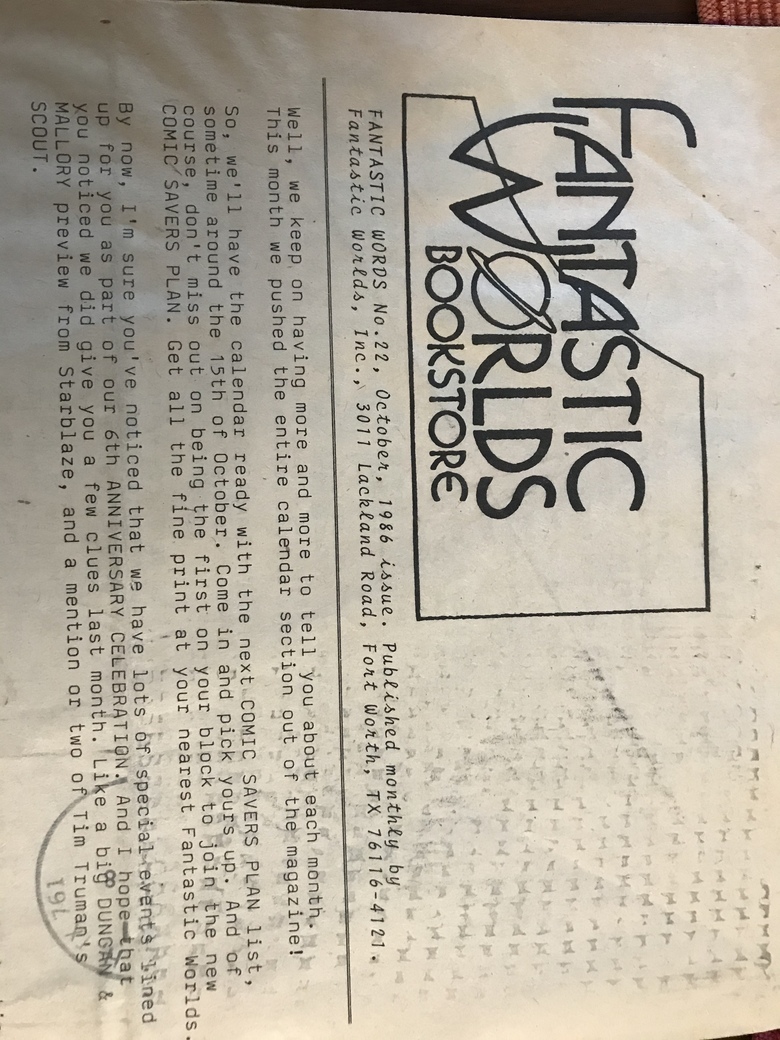 FANTASTIC
WORLDS
BOOKSTORE
FANTASTIC WORDS No.22, October, 1986 issue. Published monthly by
Fantastic Worlds, Inc., 3011 Lackland Road, Fort Worth, TX 76116-4121.
Well, we keep on having more and more to tell you about each month.
This month we pushed the entire calendar section out of the magazine!
So, we'll have the calendar ready with the next COMIC SAVERS PLAN list,
sometime around the 15th of October. Come in and pick yours up. And of
course, don't miss out on being the first on your block to join the new
COMIC SAVERS PLAN. Get all the fine print at your nearest Fantastic Worlds.
By now, I'm sure you've noticed that we have lots of special events lined
up for you as part of our 6th ANNIVERSARY CELEBRATION. And I hope that
you noticed we did give you a few clues last month. Like a big DUNCAN &
MALLORY preview from Starblaze, and a mention or two of Tim Truman's
SCOUT.
761